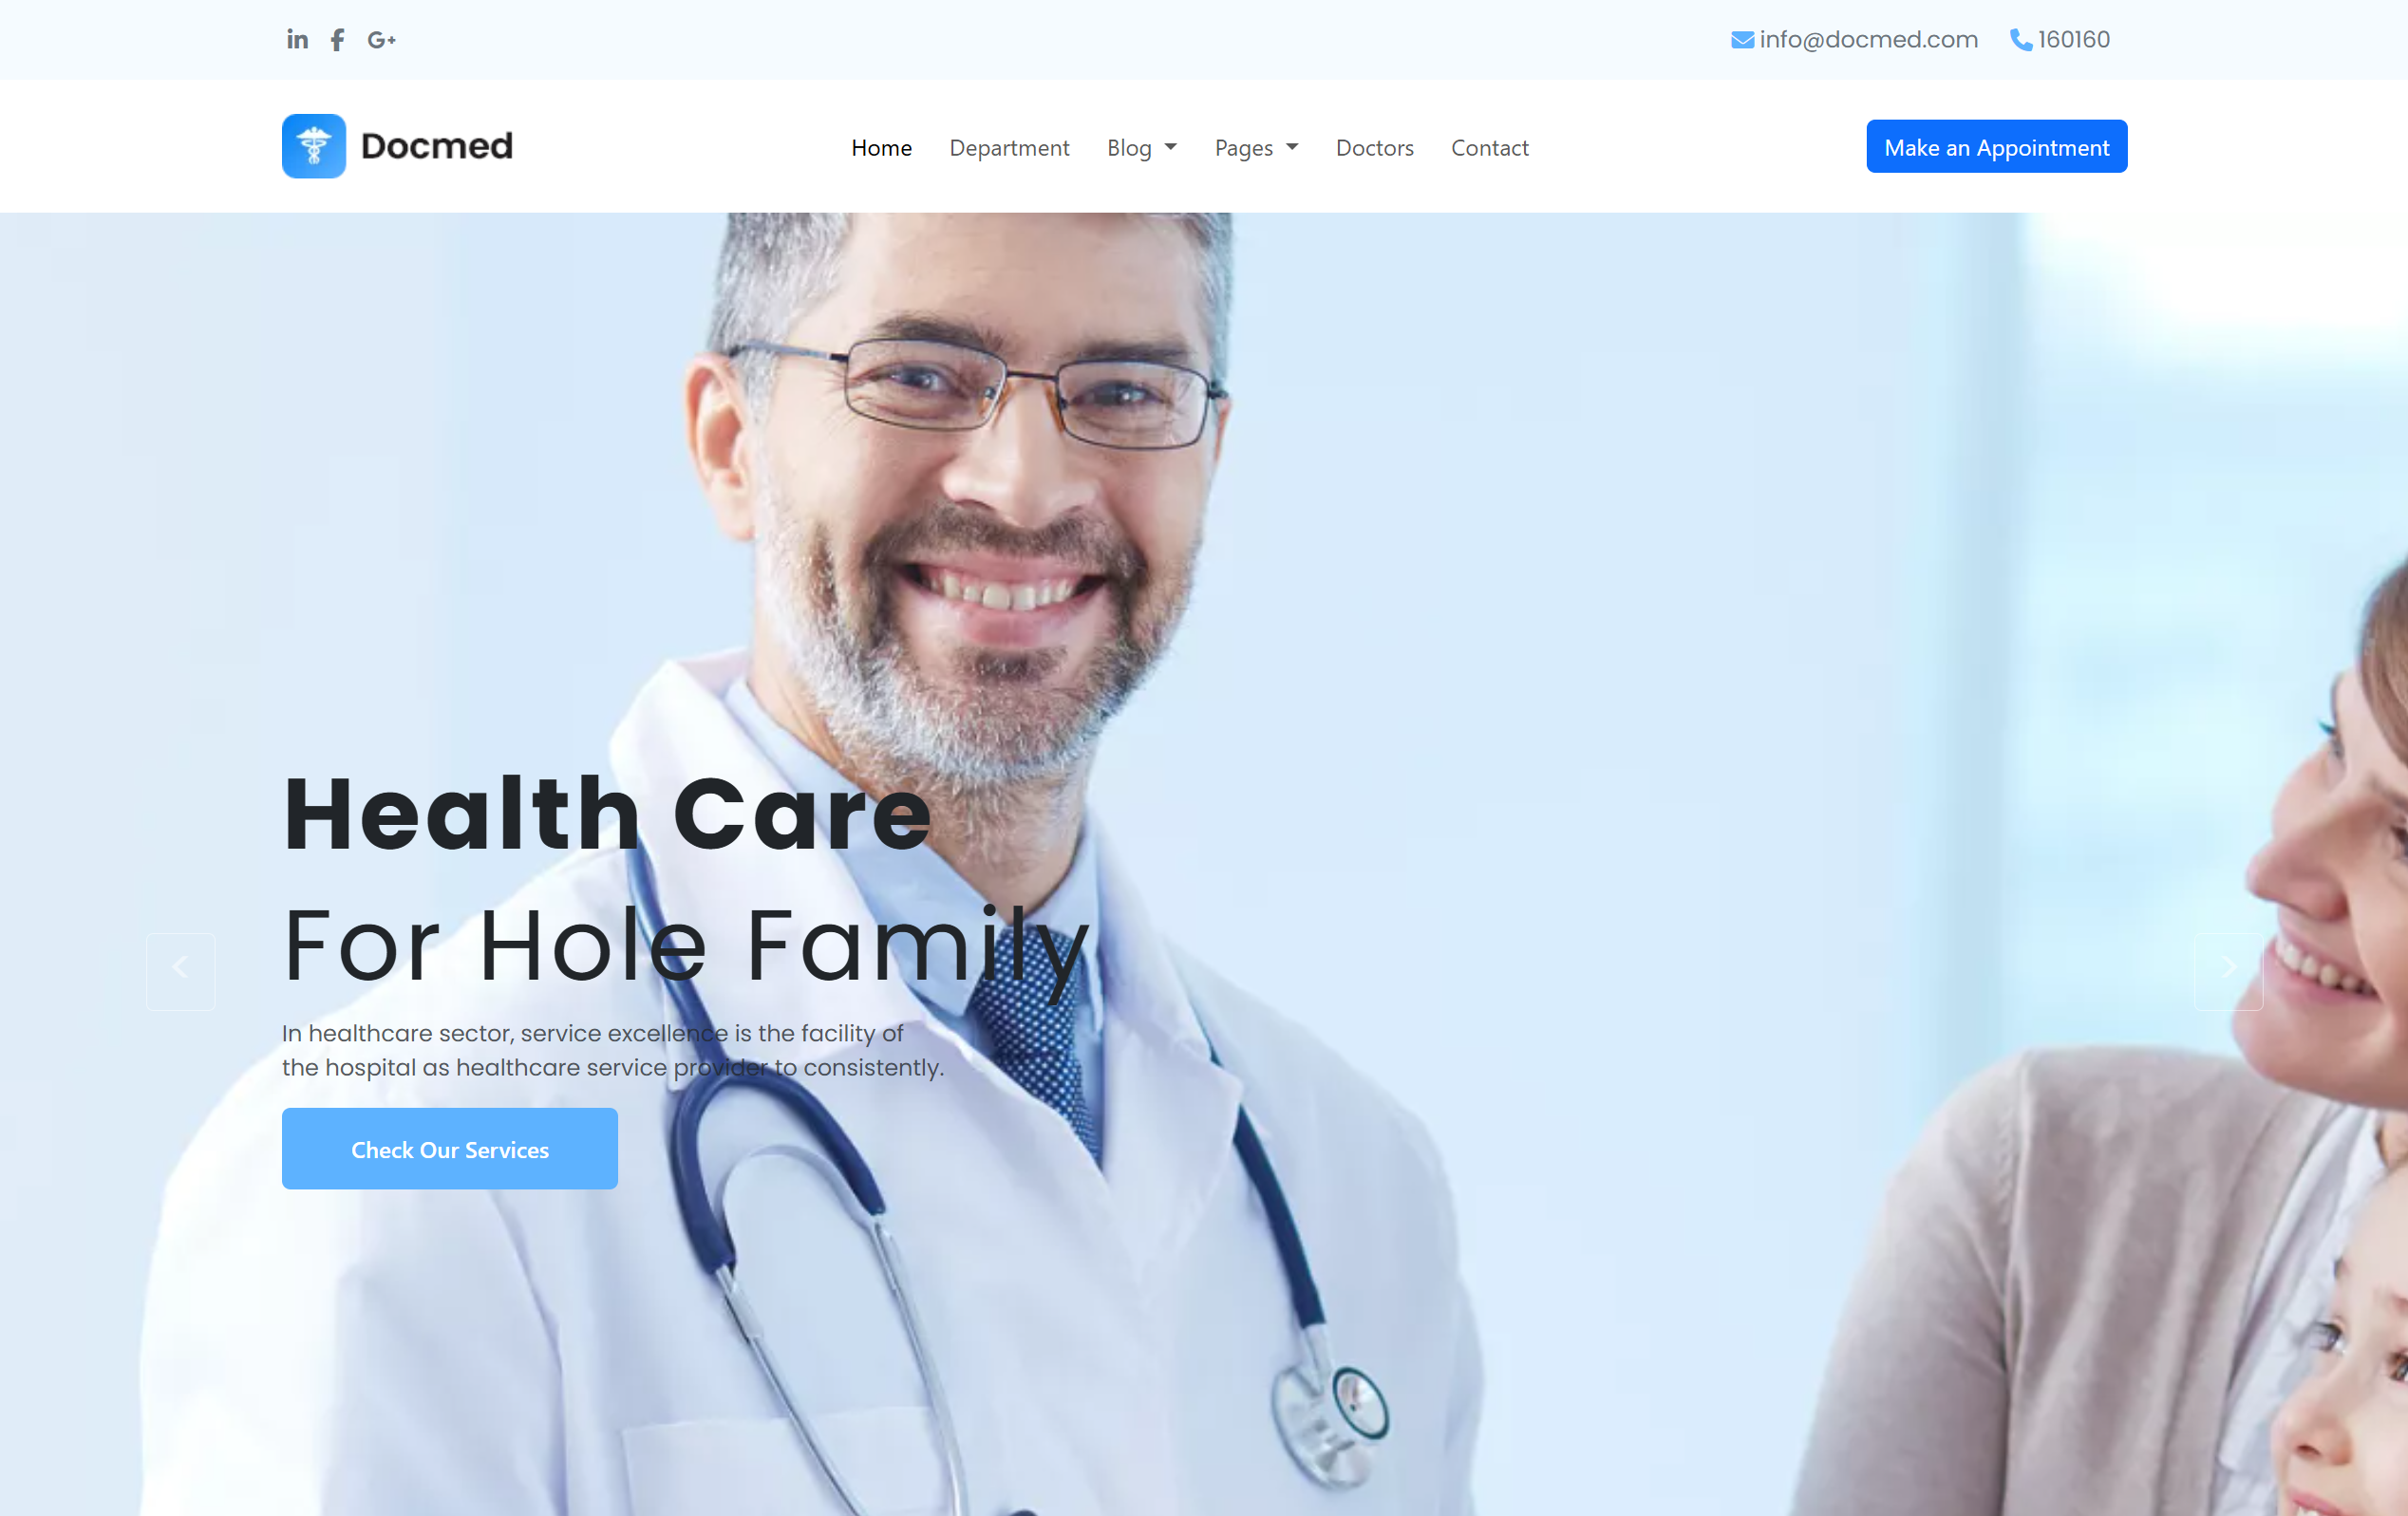 in f G+ info@docmed.com 160160
Docmed Home Department Blog Pages Doctors Contact Make an Appointment
Health Care
For Hole Family
In healthcare sector, service excellence is the facility of
the hospital as healthcare service provider to consistently.
Check Our Services